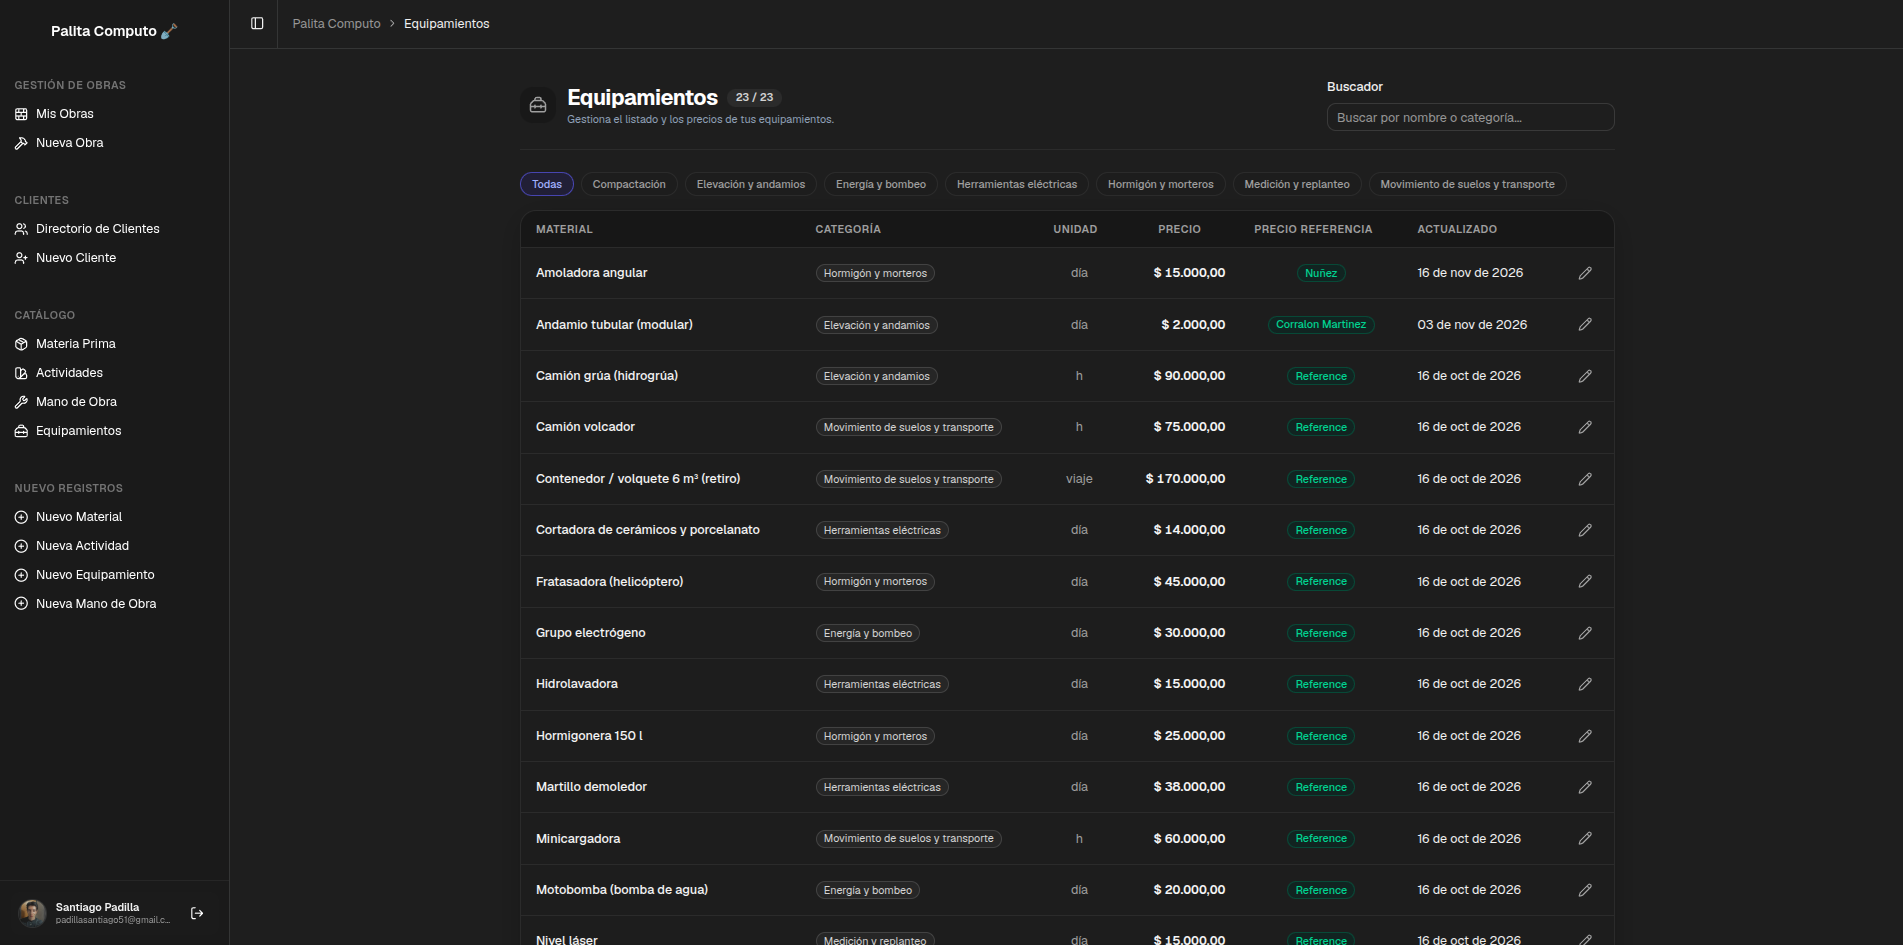 Palita Computo
GESTIÓN DE OBRAS
Mis Obras
Nueva Obra
CLIENTES
Directorio de Clientes
Nuevo Cliente
CATÁLOGO
Materia Prima
Actividades
Mano de Obra
Equipamientos
NUEVO REGISTROS
Nuevo Material
Nueva Actividad
Nuevo Equipamiento
Nueva Mano de Obra
Santiago Padilla
padillasantiago51@gmail.c...
Palita Computo > Equipamientos
Equipamientos 23 / 23
Gestiona el listado y los precios de tus equipamientos.
Buscador
Buscar por nombre o categoría...
Todas Compactación Elevación y andamios Energía y bombeo Herramientas eléctricas Hormigón y morteros Medición y replanteo Movimiento de suelos y transporte
MATERIAL CATEGORÍA UNIDAD PRECIO PRECIO REFERENCIA ACTUALIZADO
Amoladora angular Hormigón y morteros día $ 15.000,00 Nuñez 16 de nov de 2026
Andamio tubular (modular) Elevación y andamios día $ 2.000,00 Corralon Martinez 03 de nov de 2026
Camión grúa (hidrogrúa) Elevación y andamios h $ 90.000,00 Reference 16 de oct de 2026
Camión volcador Movimiento de suelos y transporte h $ 75.000,00 Reference 16 de oct de 2026
Contenedor / volquete 6 m³ (retiro) Movimiento de suelos y transporte viaje $ 170.000,00 Reference 16 de oct de 2026
Cortadora de cerámicos y porcelanato Herramientas eléctricas día $ 14.000,00 Reference 16 de oct de 2026
Fratasadora (helicóptero) Hormigón y morteros día $ 45.000,00 Reference 16 de oct de 2026
Grupo electrógeno Energía y bombeo día $ 30.000,00 Reference 16 de oct de 2026
Hidrolavadora Herramientas eléctricas día $ 15.000,00 Reference 16 de oct de 2026
Hormigonera 150 l Hormigón y morteros día $ 25.000,00 Reference 16 de oct de 2026
Martillo demoledor Herramientas eléctricas día $ 38.000,00 Reference 16 de oct de 2026
Minicargadora Movimiento de suelos y transporte h $ 60.000,00 Reference 16 de oct de 2026
Motobomba (bomba de agua) Energía y bombeo día $ 20.000,00 Reference 16 de oct de 2026
Nivel láser Medición y replanteo día $ 15.000,00 Reference 16 de oct de 2026